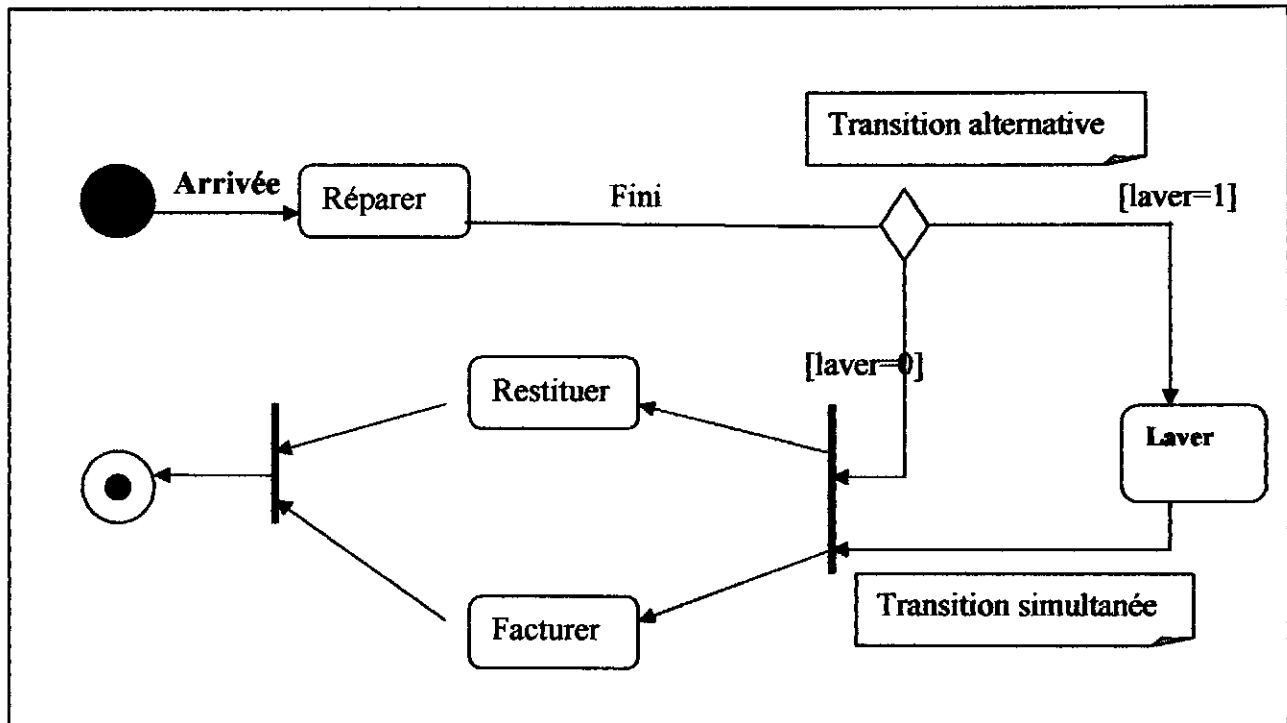 Transition alternative
Arrivée
Réparer
Fini
[laver=1]
[laver=0]
Restituer
Laver
Facturer
Transition simultanée